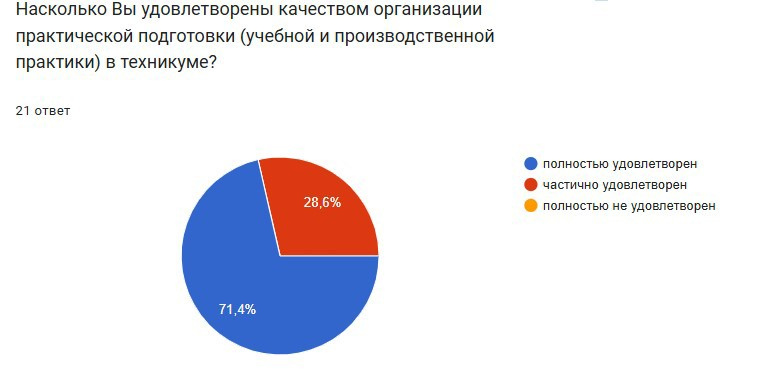 Насколько Вы удовлетворены качеством организации
практической подготовки (учебной и производственной
практики) в техникуме?
21 ответ
полностью удовлетворен
частично удовлетворен
полностью не удовлетворен
28,6%
71,4%